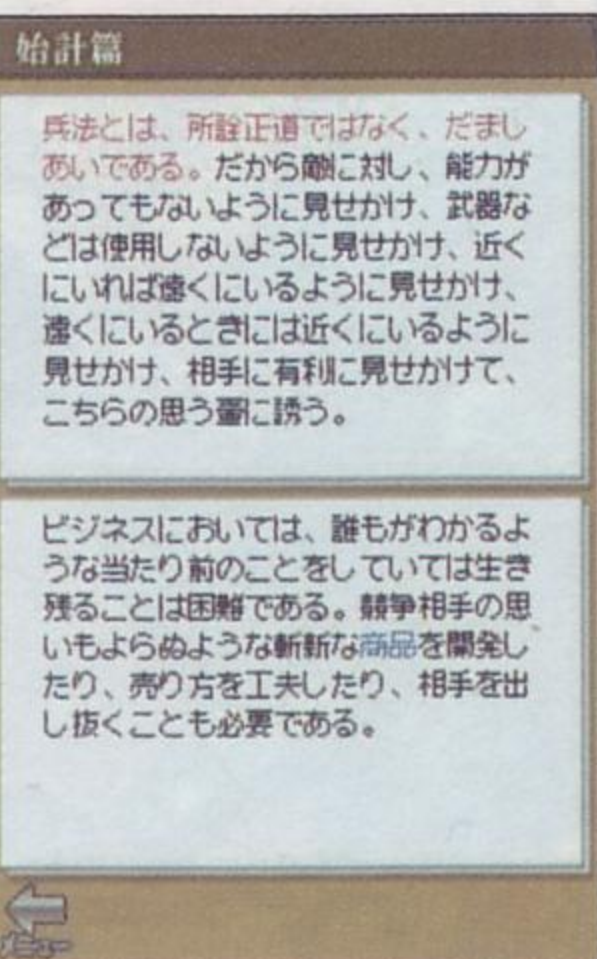 始計篇
兵法とは、所詮正道ではなく、だまし
あいである。だから敵に対し、能力が
あってもないように見せかけ、武器な
どは使用しないように見せかけ、近く
にいれば遠くにいるように見せかけ、
遠くにいるときには近くにいるように
見せかけ、相手に有利に見せかけて、
こちらの思う壷に誘う。
ビジネスにおいては、誰もがわかるよ
うな当たり前のことをしていては生き
残ることは困難である。競争相手の思
いもよらぬような斬新な商品を開発し
たり、売り方を工夫したり、相手を出
し抜くことも必要である。
メニュー